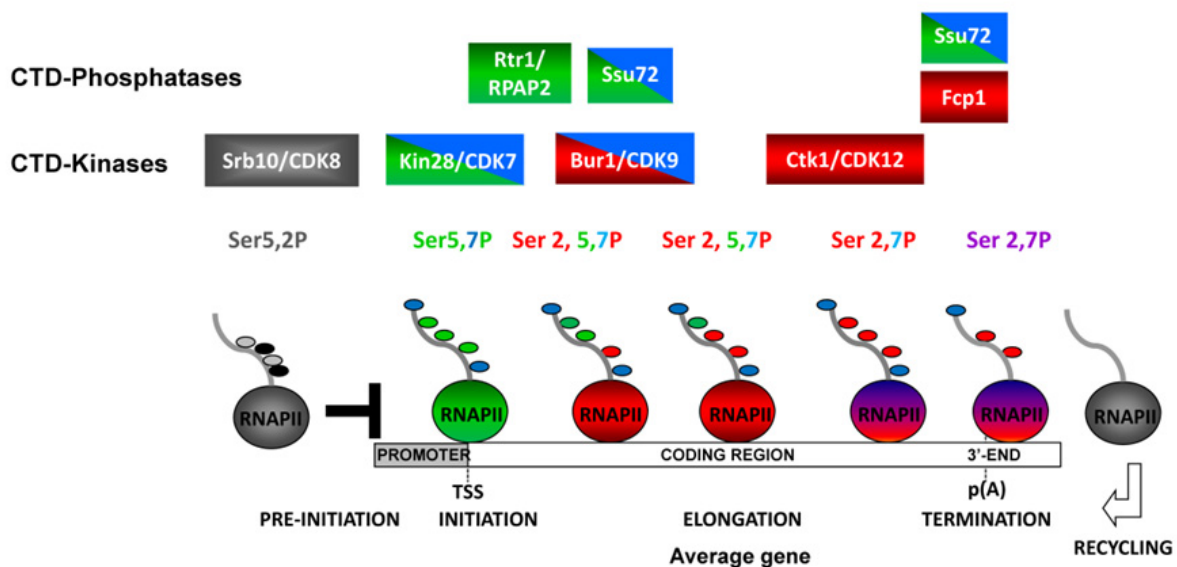 Ssu72
Rtr1/
RPAP2
Ssu72
CTD-Phosphatases
Fcp1
CTD-Kinases
Srb10/CDK8
Kin28/CDK7
Bur1/CDK9
Ctk1/CDK12
Ser5,2P
Ser5,7P
Ser 2, 5,7P
Ser 2, 5,7P
Ser 2,7P
Ser 2,7P
RNAPII
RNAPII
RNAPII
RNAPII
RNAPII
RNAPII
RNAPII
PROMOTER
CODING REGION
3’-END
TSS
p(A)
PRE-INITIATION
INITIATION
ELONGATION
TERMINATION
RECYCLING
Average gene